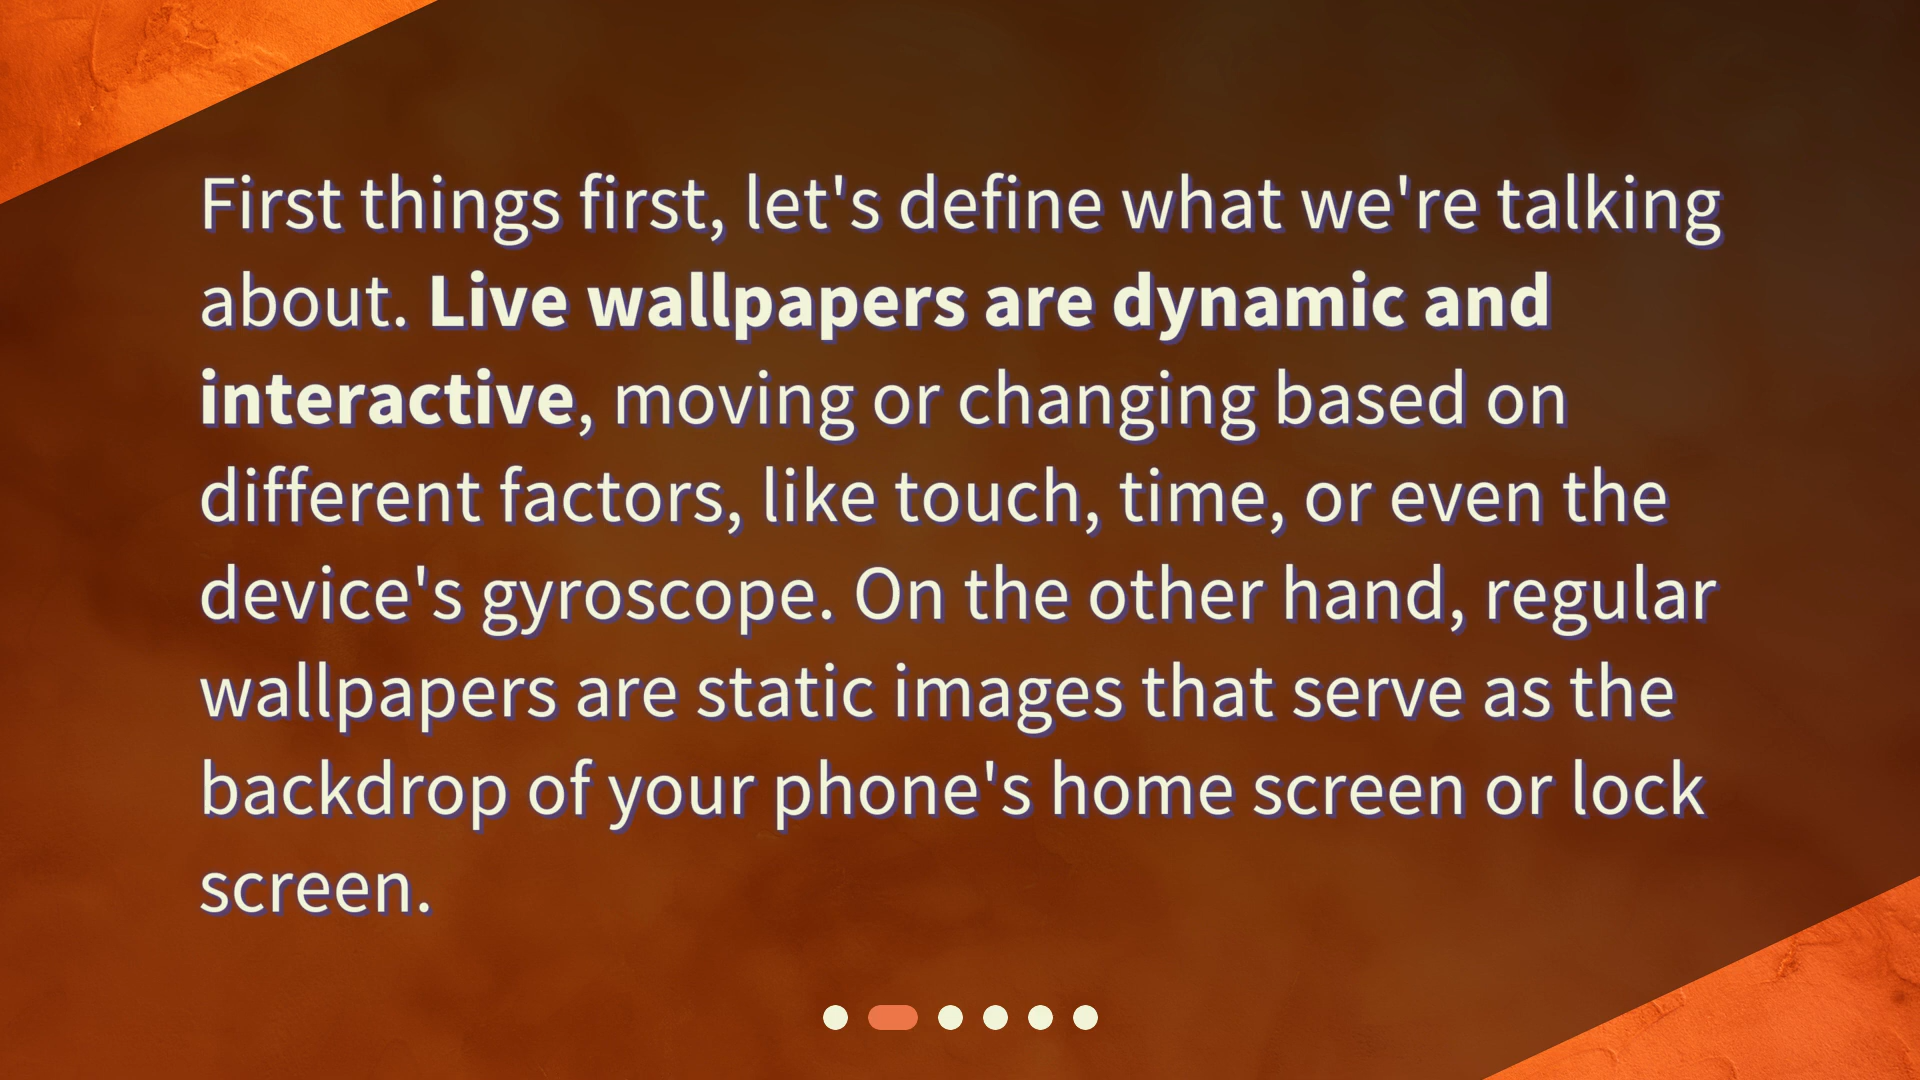 First things first, let's define what we're talking
about. Live wallpapers are dynamic and
interactive, moving or changing based on
different factors, like touch, time, or even the
device's gyroscope. On the other hand, regular
wallpapers are static images that serve as the
backdrop of your phone's home screen or lock
screen.